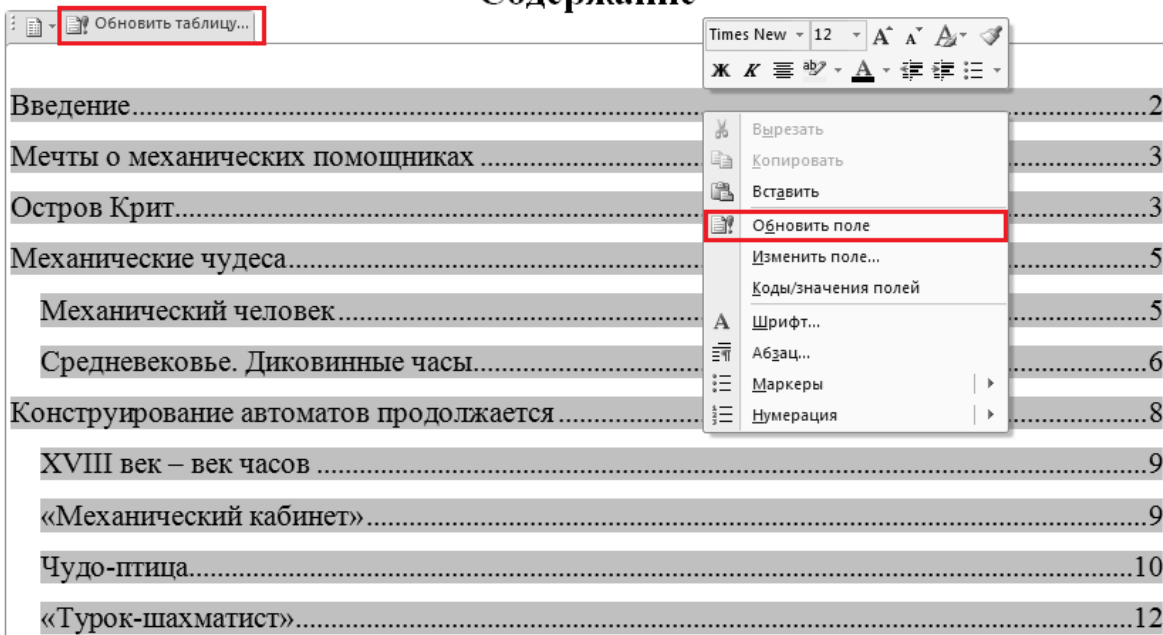 Содержание
Обновить таблицу...
Times New 12
Ж К
Введение 2
Вырезать
Мечты о механических помощниках 3
Копировать
Вставить
Остров Крит 3
Обновить поле
Механические чудеса 5
Изменить поле...
Коды/значения полей
Механический человек 5
Шрифт...
Средневековье. Диковинные часы 6
Абзац...
Маркеры
Конструирование автоматов продолжается 8
Нумерация
XVIII век – век часов 9
«Механический кабинет» 9
Чудо-птица 10
«Турок-шахматист» 12